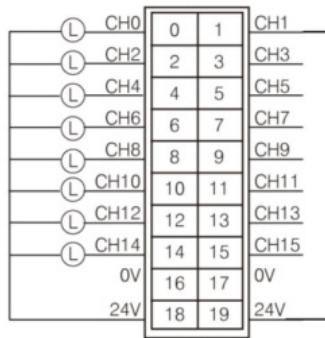 L CH0 0 1 CH1
L CH2 2 3 CH3
L CH4 4 5 CH5
L CH6 6 7 CH7
L CH8 8 9 CH9
L CH10 10 11 CH11
L CH12 12 13 CH13
L CH14 14 15 CH15
0V 16 17 0V
24V 18 19 24V